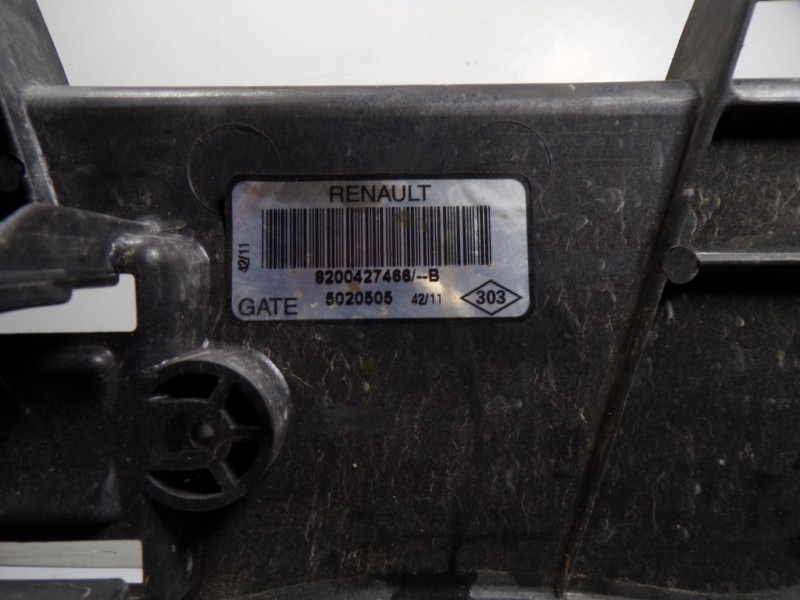 RENAULT
42/11
8200427466/--B
GATE 5020505 42/11 303